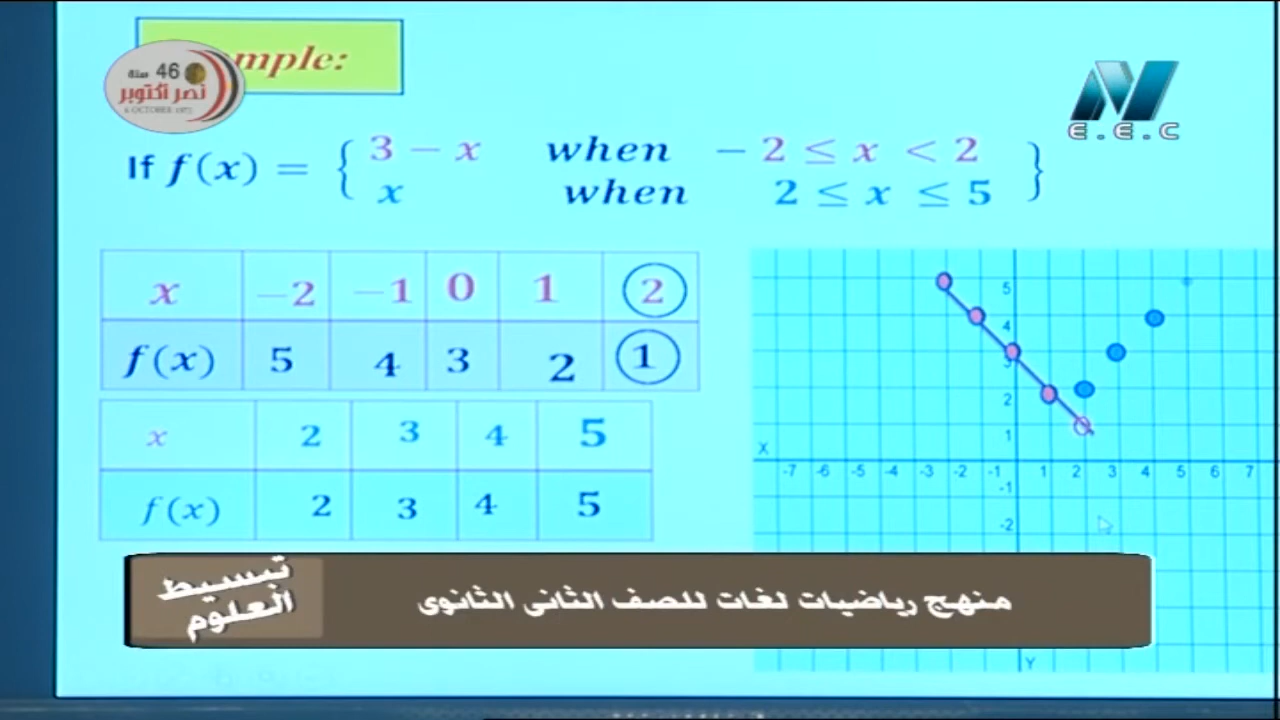 mple:
46 سنة
نصر أكتوبر
6 OCTOBER 1973
N
E.E.C
If f(x) = { 3 − x when − 2 ≤ x < 2 }
x when 2 ≤ x ≤ 5
x −2 −1 0 1 2
f(x) 5 4 3 2 1
x 2 3 4 5
f(x) 2 3 4 5
5
4
3
2
1
X -7 -6 -5 -4 -3 -2 -1 1 2 3 4 5 6 7
-1
-2
Y
تبسيط العلوم
منهج رياضيات لغات للصف الثانى الثانوى